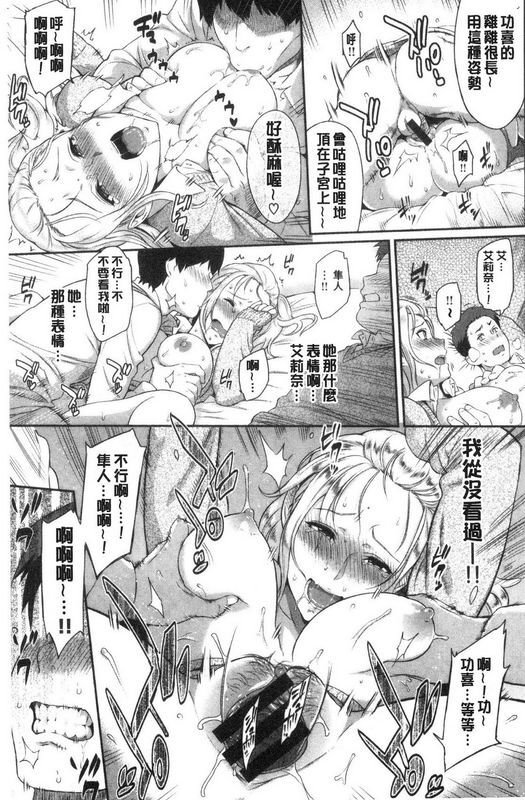 功喜的
雞雞很長～
用這種姿勢
呼!!
啊!!
會咕哩咕哩地
頂在子宮上～
呼～啊啊
啊啊啊！
好酥麻喔～♡
艾…
艾莉奈！
!!～
隼人
不行…不
不要看我啦～！
她…
那種表情…
啊～…
她那什麼
表情啊…
艾莉奈…
我從沒看過—!!
不行啊～…！
隼人…啊啊！
啊啊啊～…!!
啊～！功～
功喜…等等…